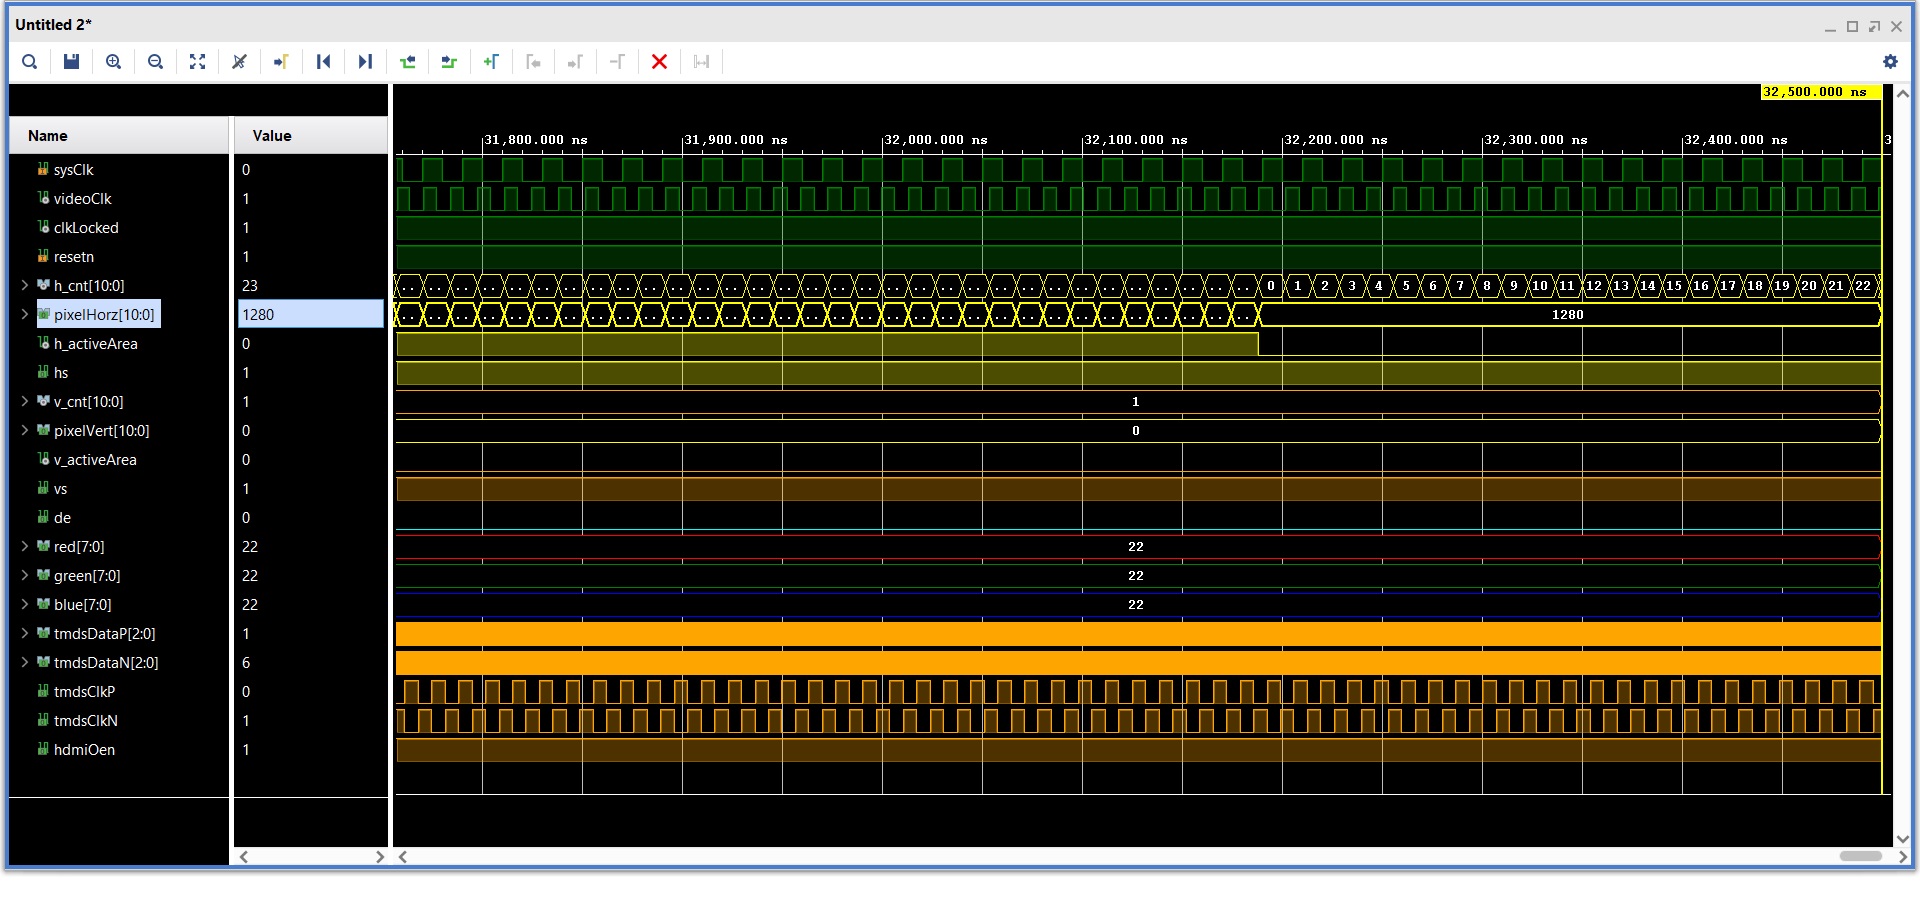 Untitled 2*
32,500.000 ns
Name Value
31,800.000 ns 31,900.000 ns 32,000.000 ns 32,100.000 ns 32,200.000 ns 32,300.000 ns 32,400.000 ns 3
sysClk 0
videoClk 1
clkLocked 1
resetn 1
h_cnt[10:0] 23 0 1 2 3 4 5 6 7 8 9 10 11 12 13 14 15 16 17 18 19 20 21 22
pixelHorz[10:0] 1280 1280
h_activeArea 0
hs 1
v_cnt[10:0] 1 1
pixelVert[10:0] 0 0
v_activeArea 0
vs 1
de 0
red[7:0] 22 22
green[7:0] 22 22
blue[7:0] 22 22
tmdsDataP[2:0] 1
tmdsDataN[2:0] 6
tmdsClkP 0
tmdsClkN 1
hdmiOen 1